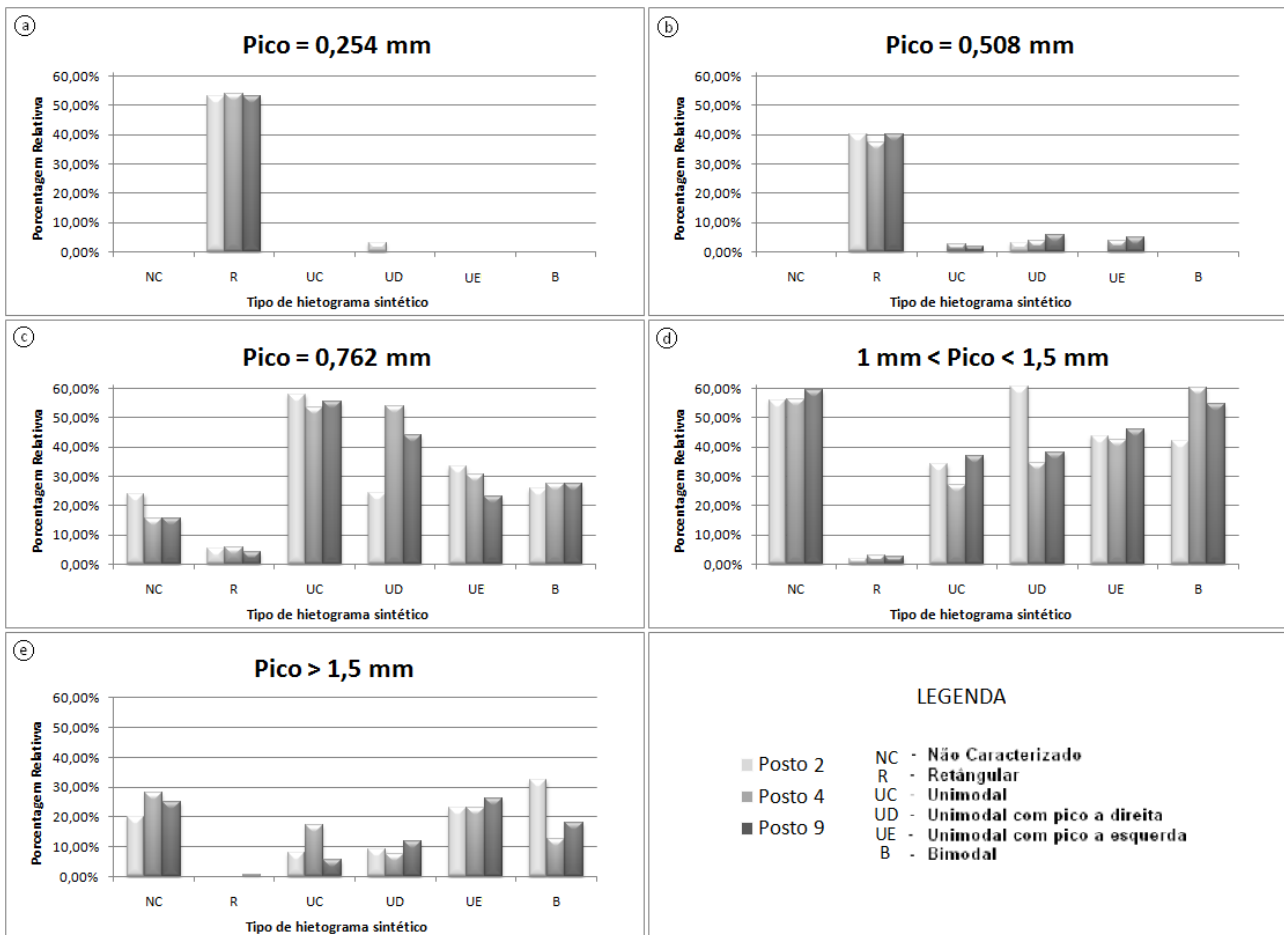 a
Pico = 0,254 mm
Porcentagem Relativva
60,00%
50,00%
40,00%
30,00%
20,00%
10,00%
0,00%
NC R UC UD UE B
Tipo de hietograma sintético
b
Pico = 0,508 mm
Porcentagem Relativva
60,00%
50,00%
40,00%
30,00%
20,00%
10,00%
0,00%
NC R UC UD UE B
Tipo de hietograma sintético
c
Pico = 0,762 mm
Porcentagem Relativva
60,00%
50,00%
40,00%
30,00%
20,00%
10,00%
0,00%
NC R UC UD UE B
Tipo de hietograma sintético
d
1 mm < Pico < 1,5 mm
Porcentagem Relativva
60,00%
50,00%
40,00%
30,00%
20,00%
10,00%
0,00%
NC R UC UD UE B
Tipo de hietograma sintético
e
Pico > 1,5 mm
Porcentagem Relativva
60,00%
50,00%
40,00%
30,00%
20,00%
10,00%
0,00%
NC R UC UD UE B
Tipo de hietograma sintético
LEGENDA
Posto 2
Posto 4
Posto 9
NC - Não Caracterizado
R - Retângular
UC - Unimodal
UD - Unimodal com pico a direita
UE - Unimodal com pico a esquerda
B - Bimodal